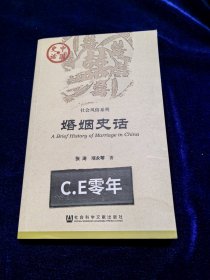 社会风俗系列
婚姻史话
A Brief History of Marriage in China
张涛 项永琴 著
C.E零年
社会科学文献出版社